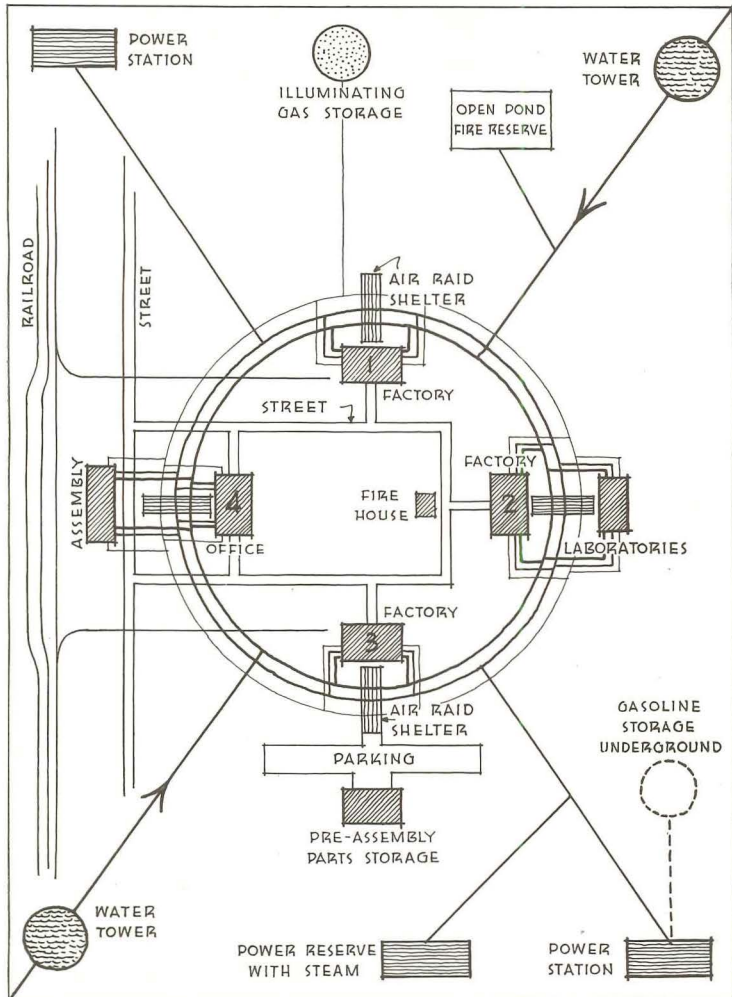 POWER
STATION
ILLUMINATING
GAS STORAGE
WATER
TOWER
OPEN POND
FIRE RESERVE
RAILROAD
STREET
AIR RAID
SHELTER
1
FACTORY
STREET
ASSEMBLY
4
OFFICE
FIRE
HOUSE
FACTORY
2
LABORATORIES
FACTORY
3
AIR RAID
SHELTER
PARKING
PRE-ASSEMBLY
PARTS STORAGE
GASOLINE
STORAGE
UNDERGROUND
WATER
TOWER
POWER RESERVE
WITH STEAM
POWER
STATION